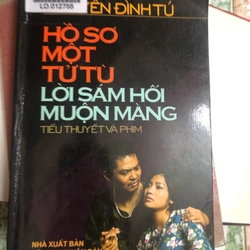 LD.012755
ỄN ĐÌNH TÚ
HỒ SƠ
MỘT
TỬ TÙ
LỜI SÁM HỐI
MUỘN MÀNG
TIỂU THUYẾT VÀ PHIM
NHÀ XUẤT BẢN